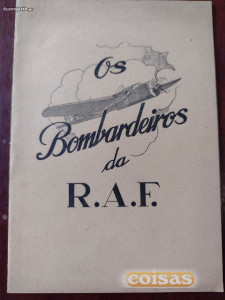 Os
Bombardeiros
da
R.A.F.
coisas